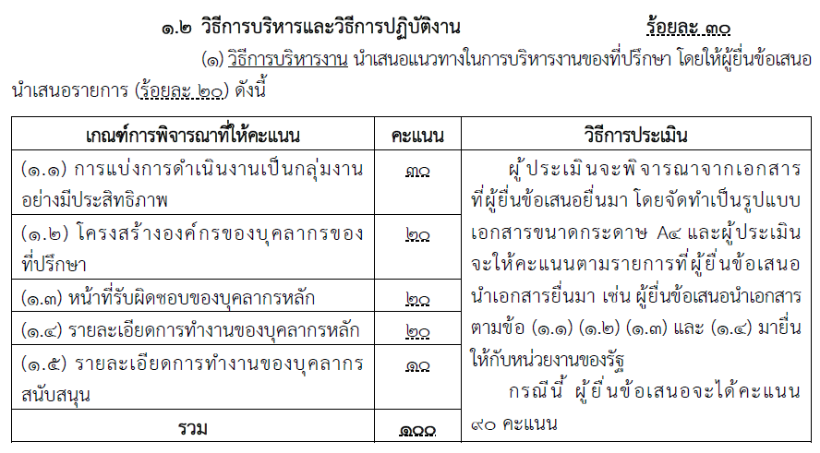 ๑.๒ วิธีการบริหารและวิธีการปฏิบัติงาน ร้อยละ ๓๐
(๑) วิธีการบริหารงาน นำเสนอแนวทางในการบริหารงานของที่ปรึกษา โดยให้ผู้ยื่นข้อเสนอ
นำเสนอรายการ (ร้อยละ ๒๐) ดังนี้
เกณฑ์การพิจารณาที่ให้คะแนน คะแนน วิธีการประเมิน
(๑.๑) การแบ่งการดำเนินงานเป็นกลุ่มงาน
อย่างมีประสิทธิภาพ
๓๐
(๑.๒) โครงสร้างองค์กรของบุคลากรของ
ที่ปรึกษา
๒๐
(๑.๓) หน้าที่รับผิดชอบของบุคลากรหลัก ๒๐
(๑.๔) รายละเอียดการทำงานของบุคลากรหลัก ๒๐
(๑.๕) รายละเอียดการทำงานของบุคลากร
สนับสนุน
๑๐
รวม ๑๐๐
ผู้ประเมินจะพิจารณาจากเอกสาร
ที่ผู้ยื่นข้อเสนอยื่นมา โดยจัดทำเป็นรูปแบบ
เอกสารขนาดกระดาษ A๔ และผู้ประเมิน
จะให้คะแนนตามรายการที่ผู้ยื่นข้อเสนอ
นำเอกสารยื่นมา เช่น ผู้ยื่นข้อเสนอนำเอกสาร
ตามข้อ (๑.๑) (๑.๒) (๑.๓) และ (๑.๔) มายื่น
ให้กับหน่วยงานของรัฐ
กรณีนี้ ผู้ยื่นข้อเสนอจะได้คะแนน
๙๐ คะแนน